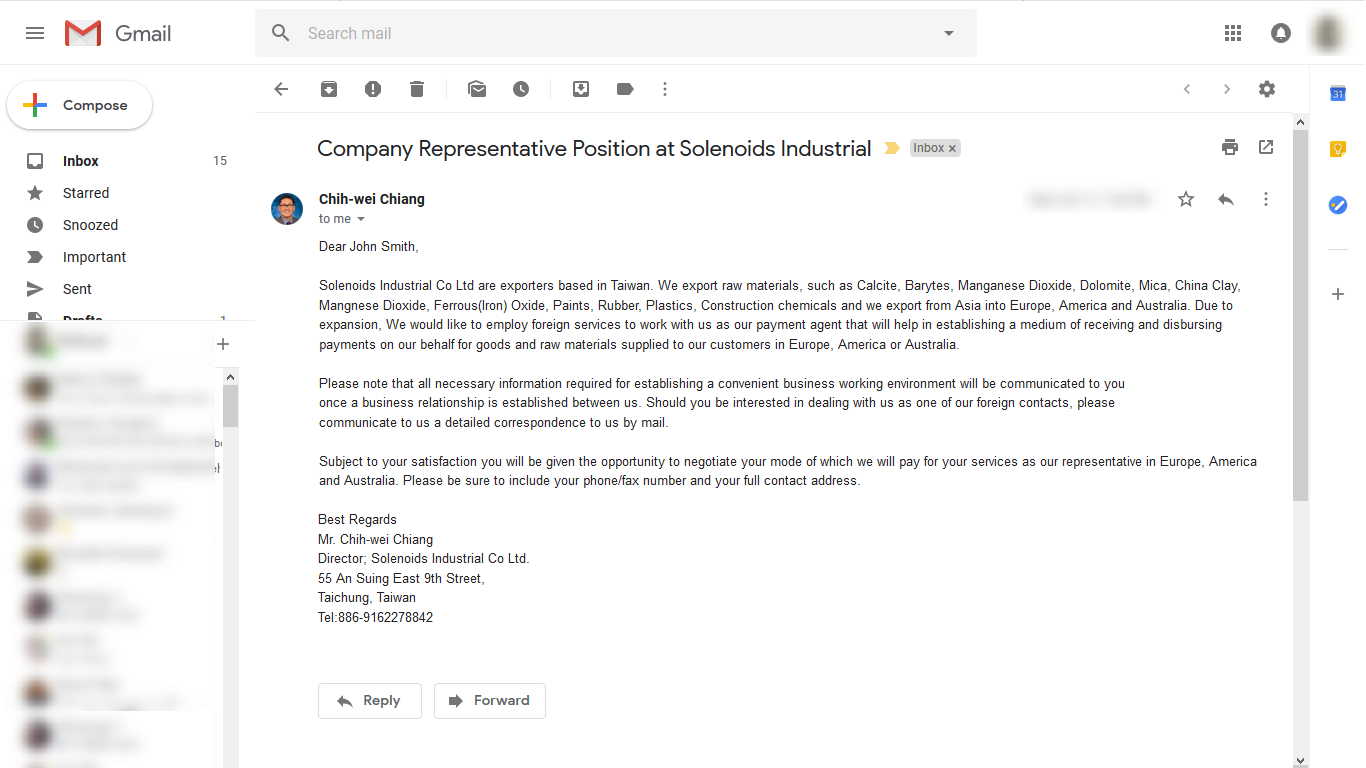 Gmail
Search mail
Compose
Inbox 15
Starred
Snoozed
Important
Sent
Drafts 1
31
Company Representative Position at Solenoids Industrial
Inbox x
Chih-wei Chiang
to me
Dear John Smith,
Solenoids Industrial Co Ltd are exporters based in Taiwan. We export raw materials, such as Calcite, Barytes, Manganese Dioxide, Dolomite, Mica, China Clay,
Mangnese Dioxide, Ferrous(Iron) Oxide, Paints, Rubber, Plastics, Construction chemicals and we export from Asia into Europe, America and Australia. Due to
expansion, We would like to employ foreign services to work with us as our payment agent that will help in establishing a medium of receiving and disbursing
payments on our behalf for goods and raw materials supplied to our customers in Europe, America or Australia.
Please note that all necessary information required for establishing a convenient business working environment will be communicated to you
once a business relationship is established between us. Should you be interested in dealing with us as one of our foreign contacts, please
communicate to us a detailed correspondence to us by mail.
Subject to your satisfaction you will be given the opportunity to negotiate your mode of which we will pay for your services as our representative in Europe, America
and Australia. Please be sure to include your phone/fax number and your full contact address.
Best Regards
Mr. Chih-wei Chiang
Director; Solenoids Industrial Co Ltd.
55 An Suing East 9th Street,
Taichung, Taiwan
Tel:886-9162278842
Reply
Forward